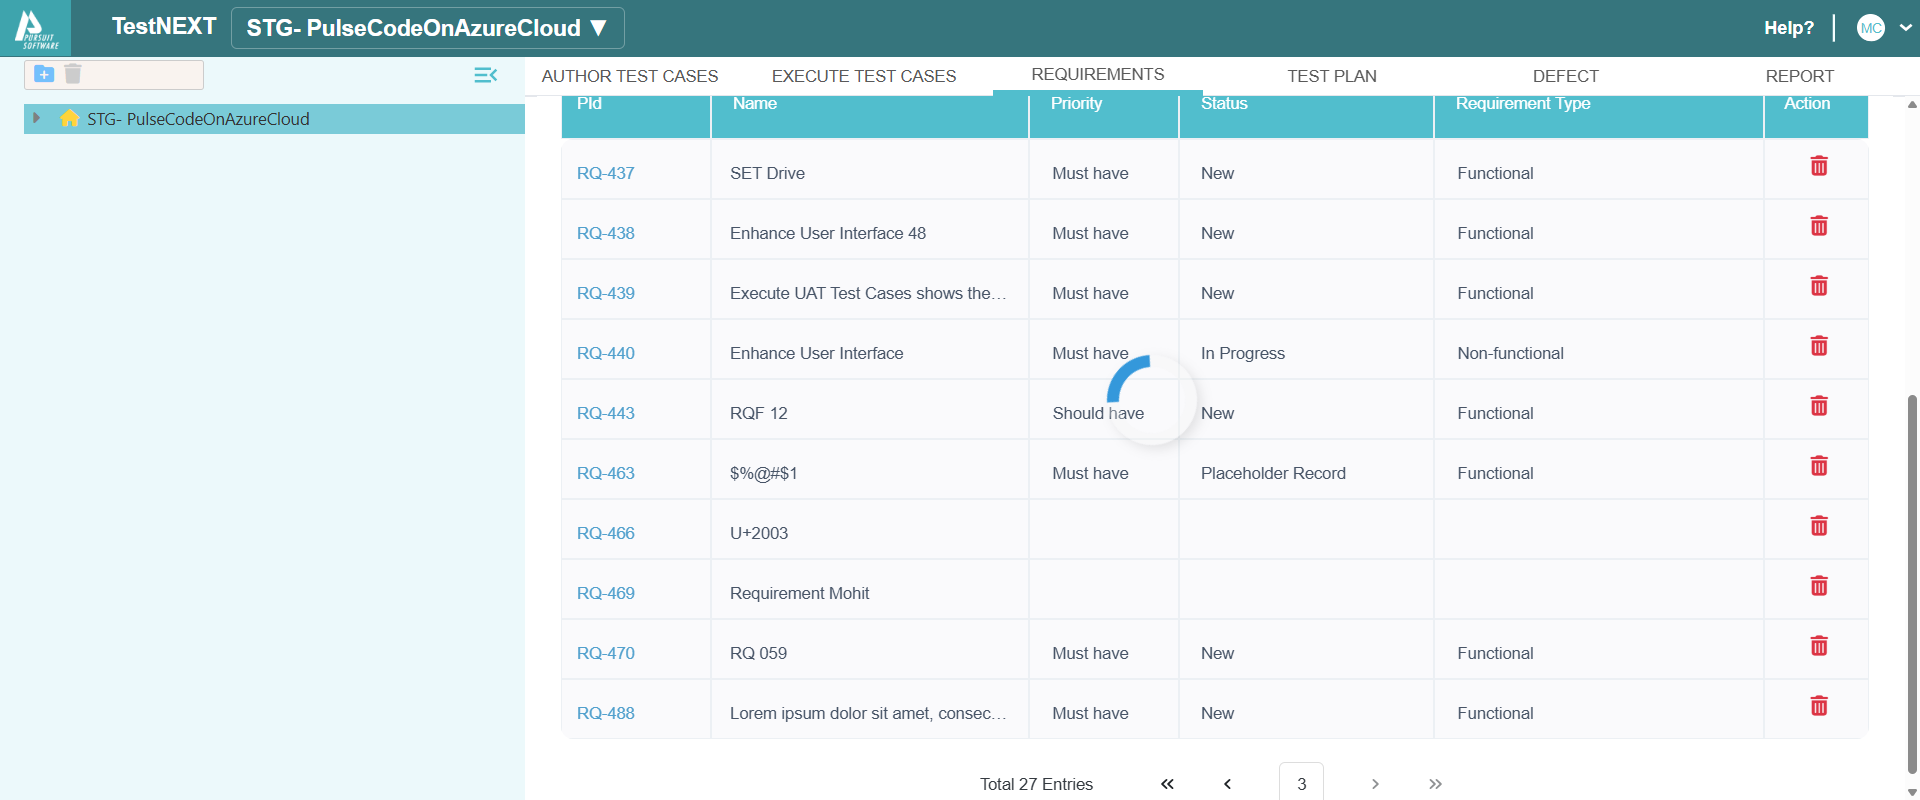 PURSUIT
SOFTWARE
TestNEXT
STG- PulseCodeOnAzureCloud ▼
Help?
MC
STG- PulseCodeOnAzureCloud
AUTHOR TEST CASES EXECUTE TEST CASES REQUIREMENTS TEST PLAN DEFECT REPORT
PId Name Priority Status Requirement Type Action
RQ-437 SET Drive Must have New Functional
RQ-438 Enhance User Interface 48 Must have New Functional
RQ-439 Execute UAT Test Cases shows the… Must have New Functional
RQ-440 Enhance User Interface Must have In Progress Non-functional
RQ-443 RQF 12 Should have New Functional
RQ-463 $%@#$1 Must have Placeholder Record Functional
RQ-466 U+2003
RQ-469 Requirement Mohit
RQ-470 RQ 059 Must have New Functional
RQ-488 Lorem ipsum dolor sit amet, consec… Must have New Functional
Total 27 Entries « ‹ 3 › »